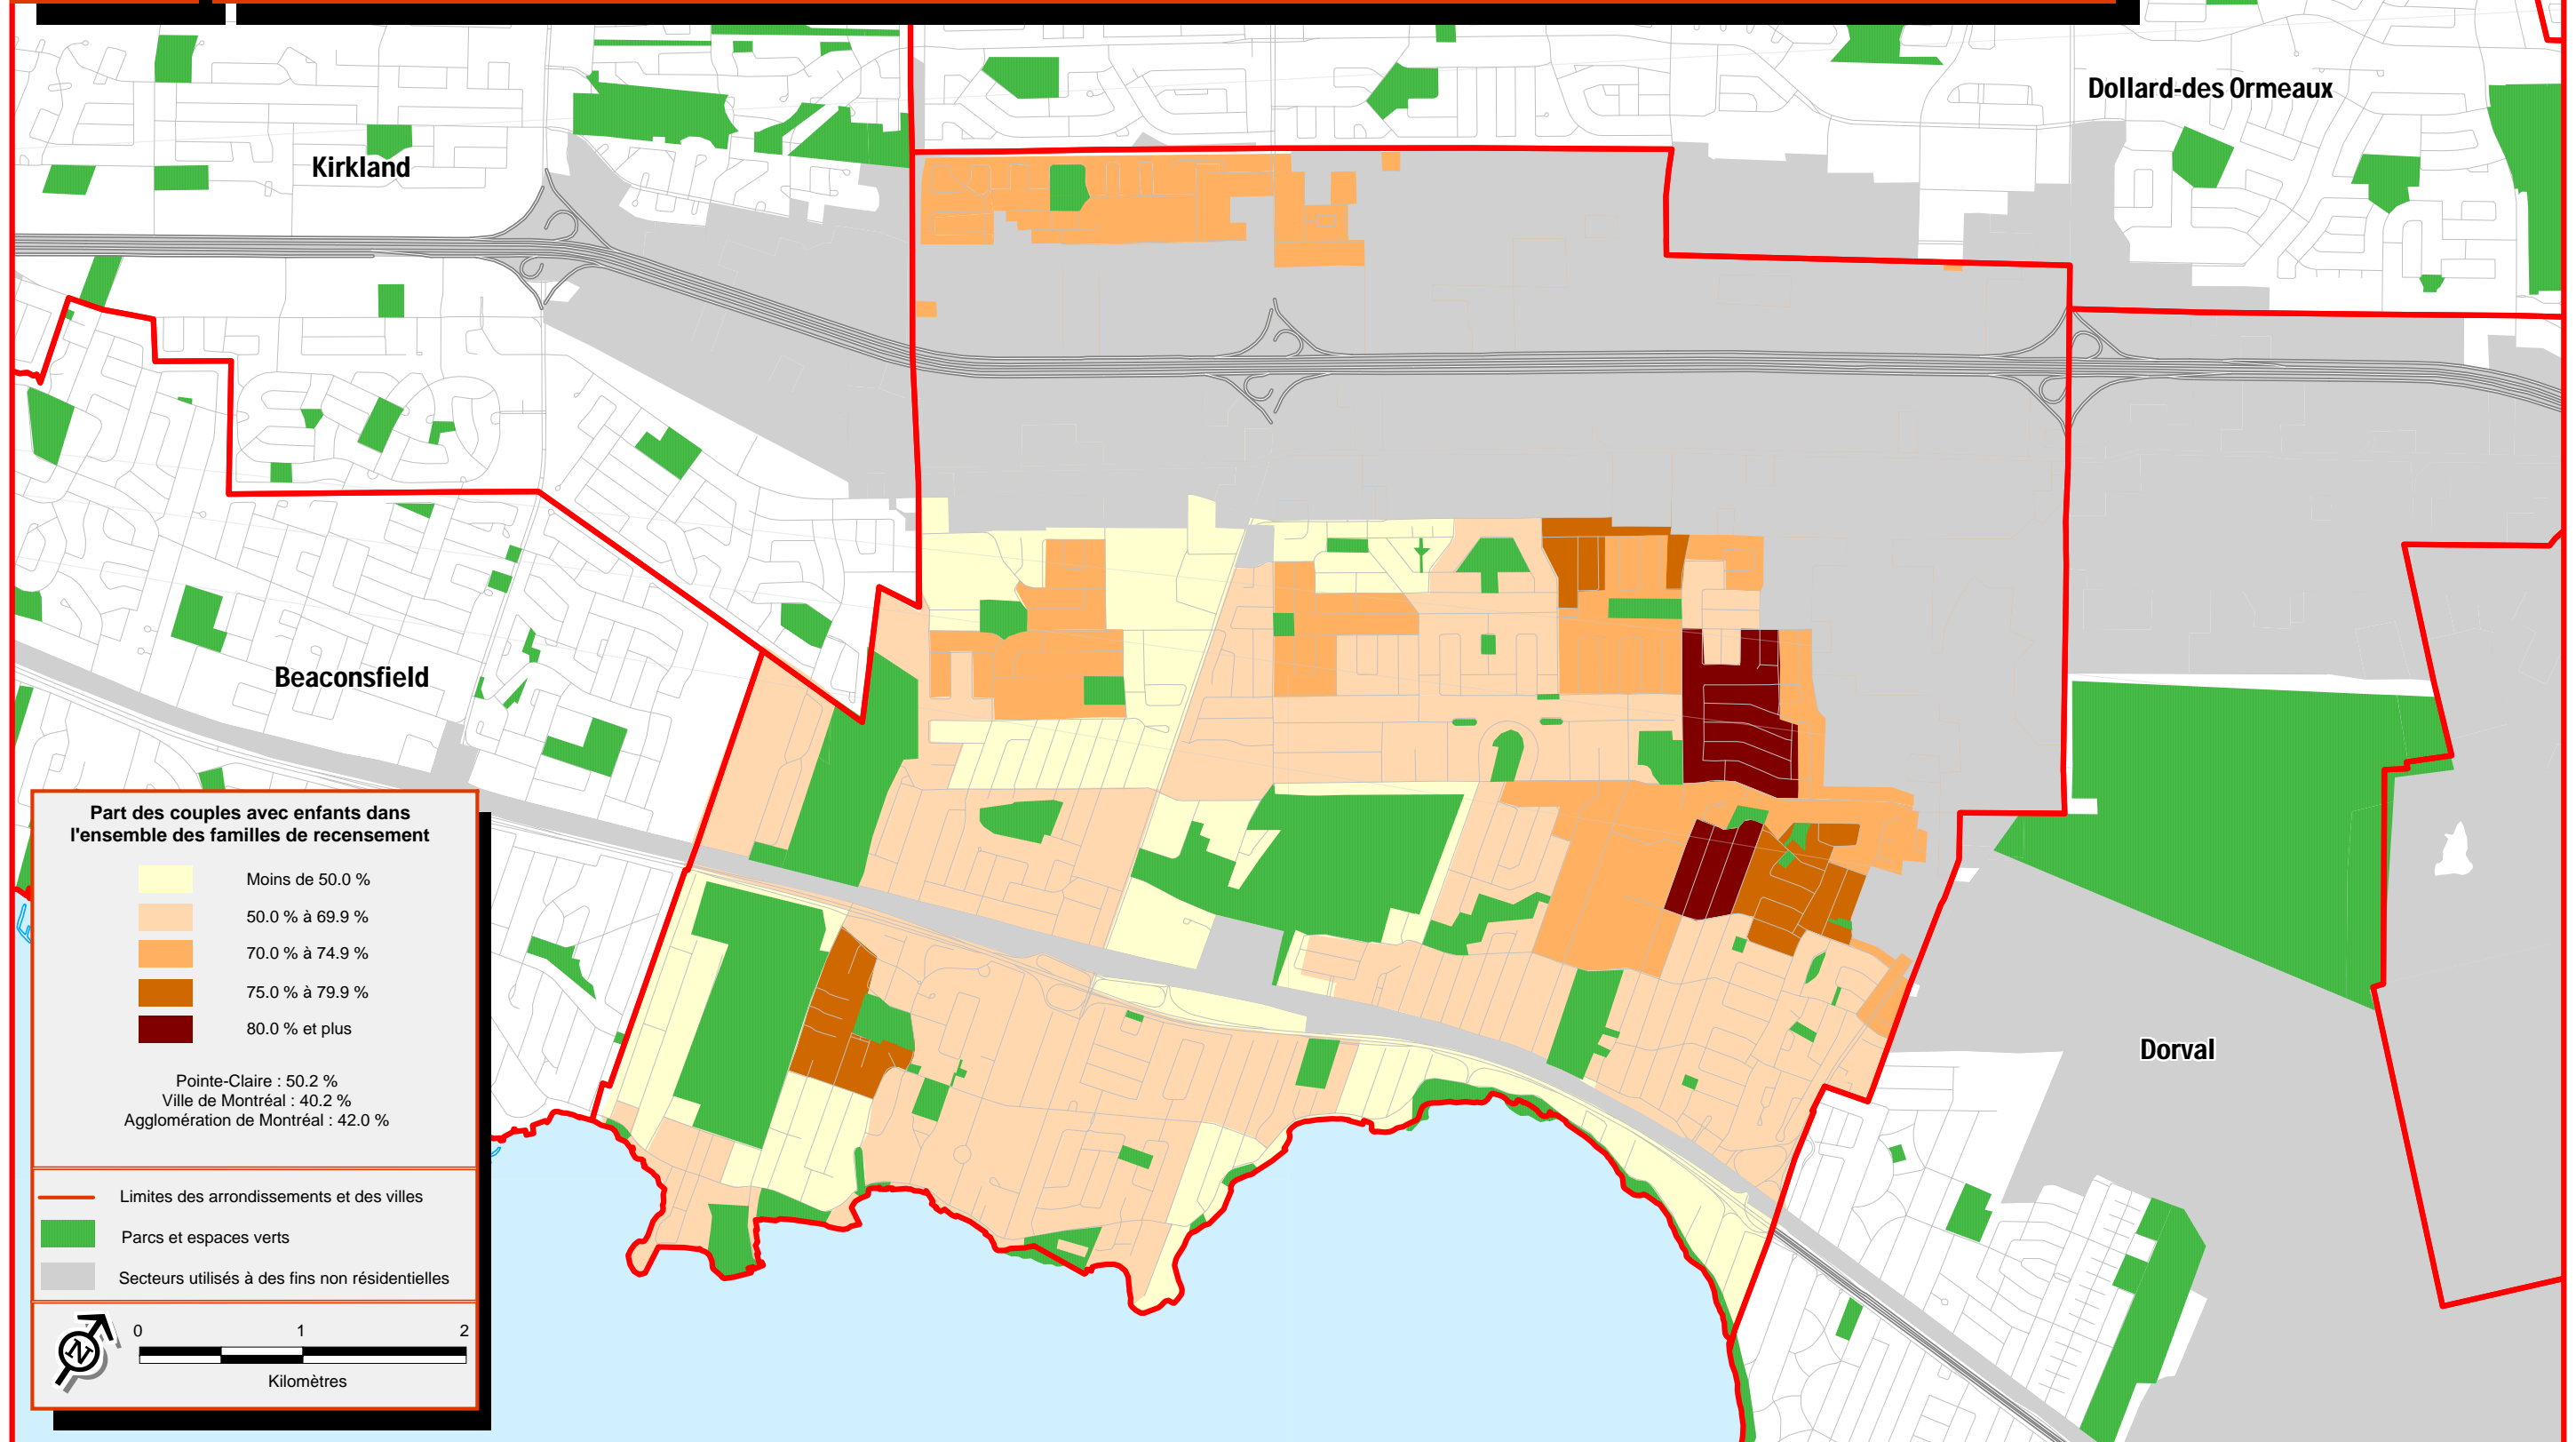 Dollard-des Ormeaux
Kirkland
Beaconsfield
Dorval
Part des couples avec enfants dans
l'ensemble des familles de recensement
Moins de 50.0 %
50.0 % à 69.9 %
70.0 % à 74.9 %
75.0 % à 79.9 %
80.0 % et plus
Pointe-Claire : 50.2 %
Ville de Montréal : 40.2 %
Agglomération de Montréal : 42.0 %
Limites des arrondissements et des villes
Parcs et espaces verts
Secteurs utilisés à des fins non résidentielles
N
0 1 2
Kilomètres